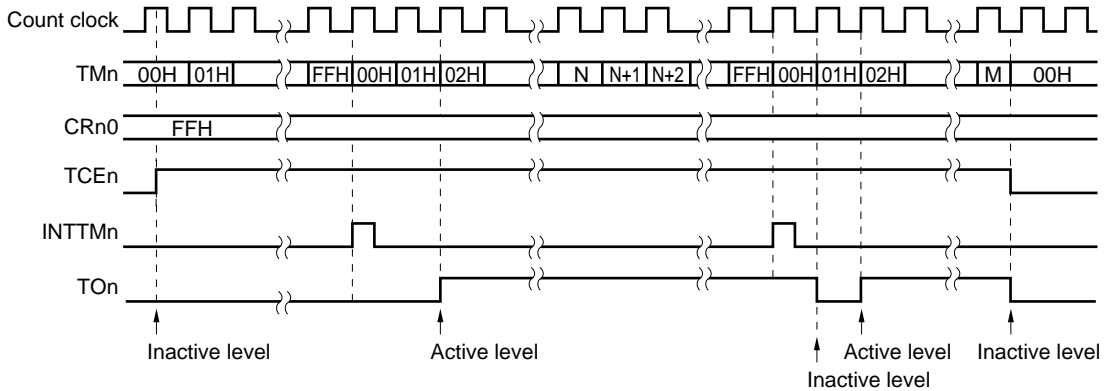 Count clock
TMn 00H 01H FFH 00H 01H 02H N N+1 N+2 FFH 00H 01H 02H M 00H
CRn0 FFH
TCEn
INTTMn
TOn
Inactive level Active level Active level Inactive level
Inactive level